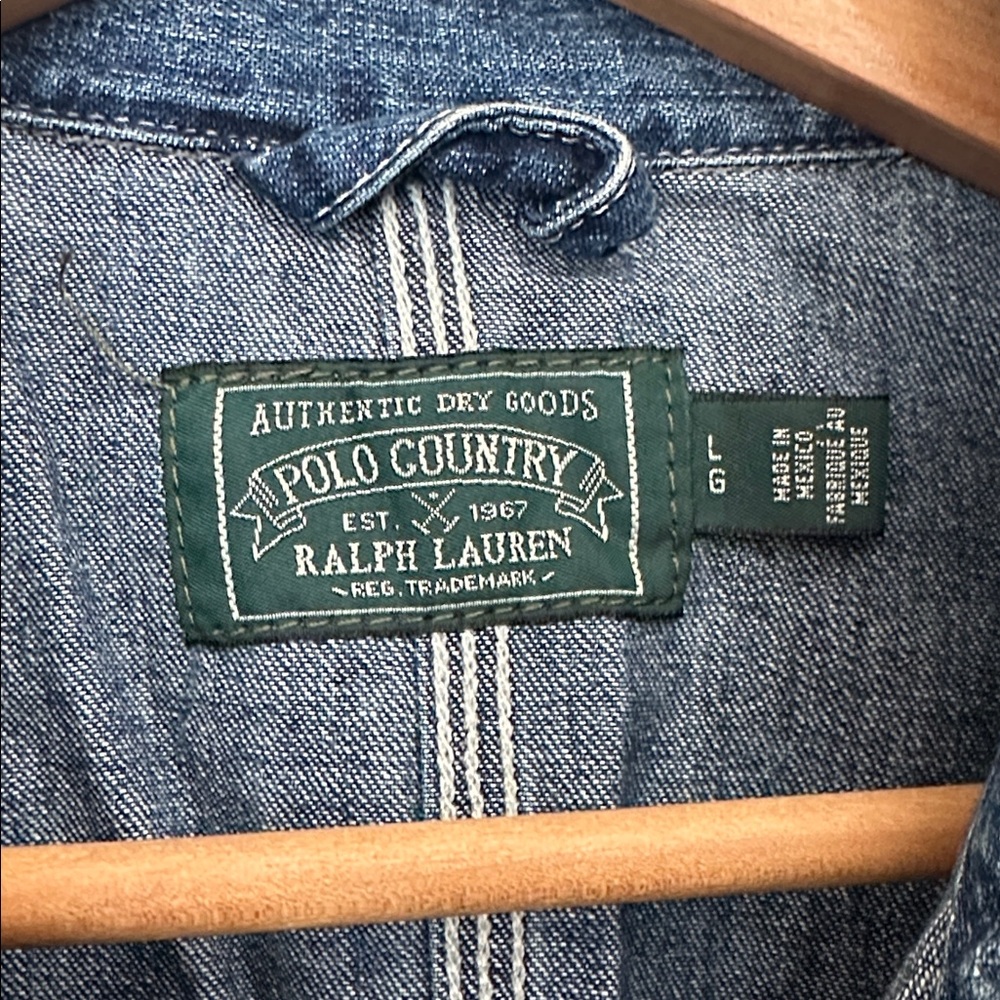 AUTHENTIC DRY GOODS
POLO COUNTRY
EST. 1967
RALPH LAUREN
REG. TRADEMARK
L
G
MADE IN
MEXICO
FABRIQUÉ AU
MEXIQUE